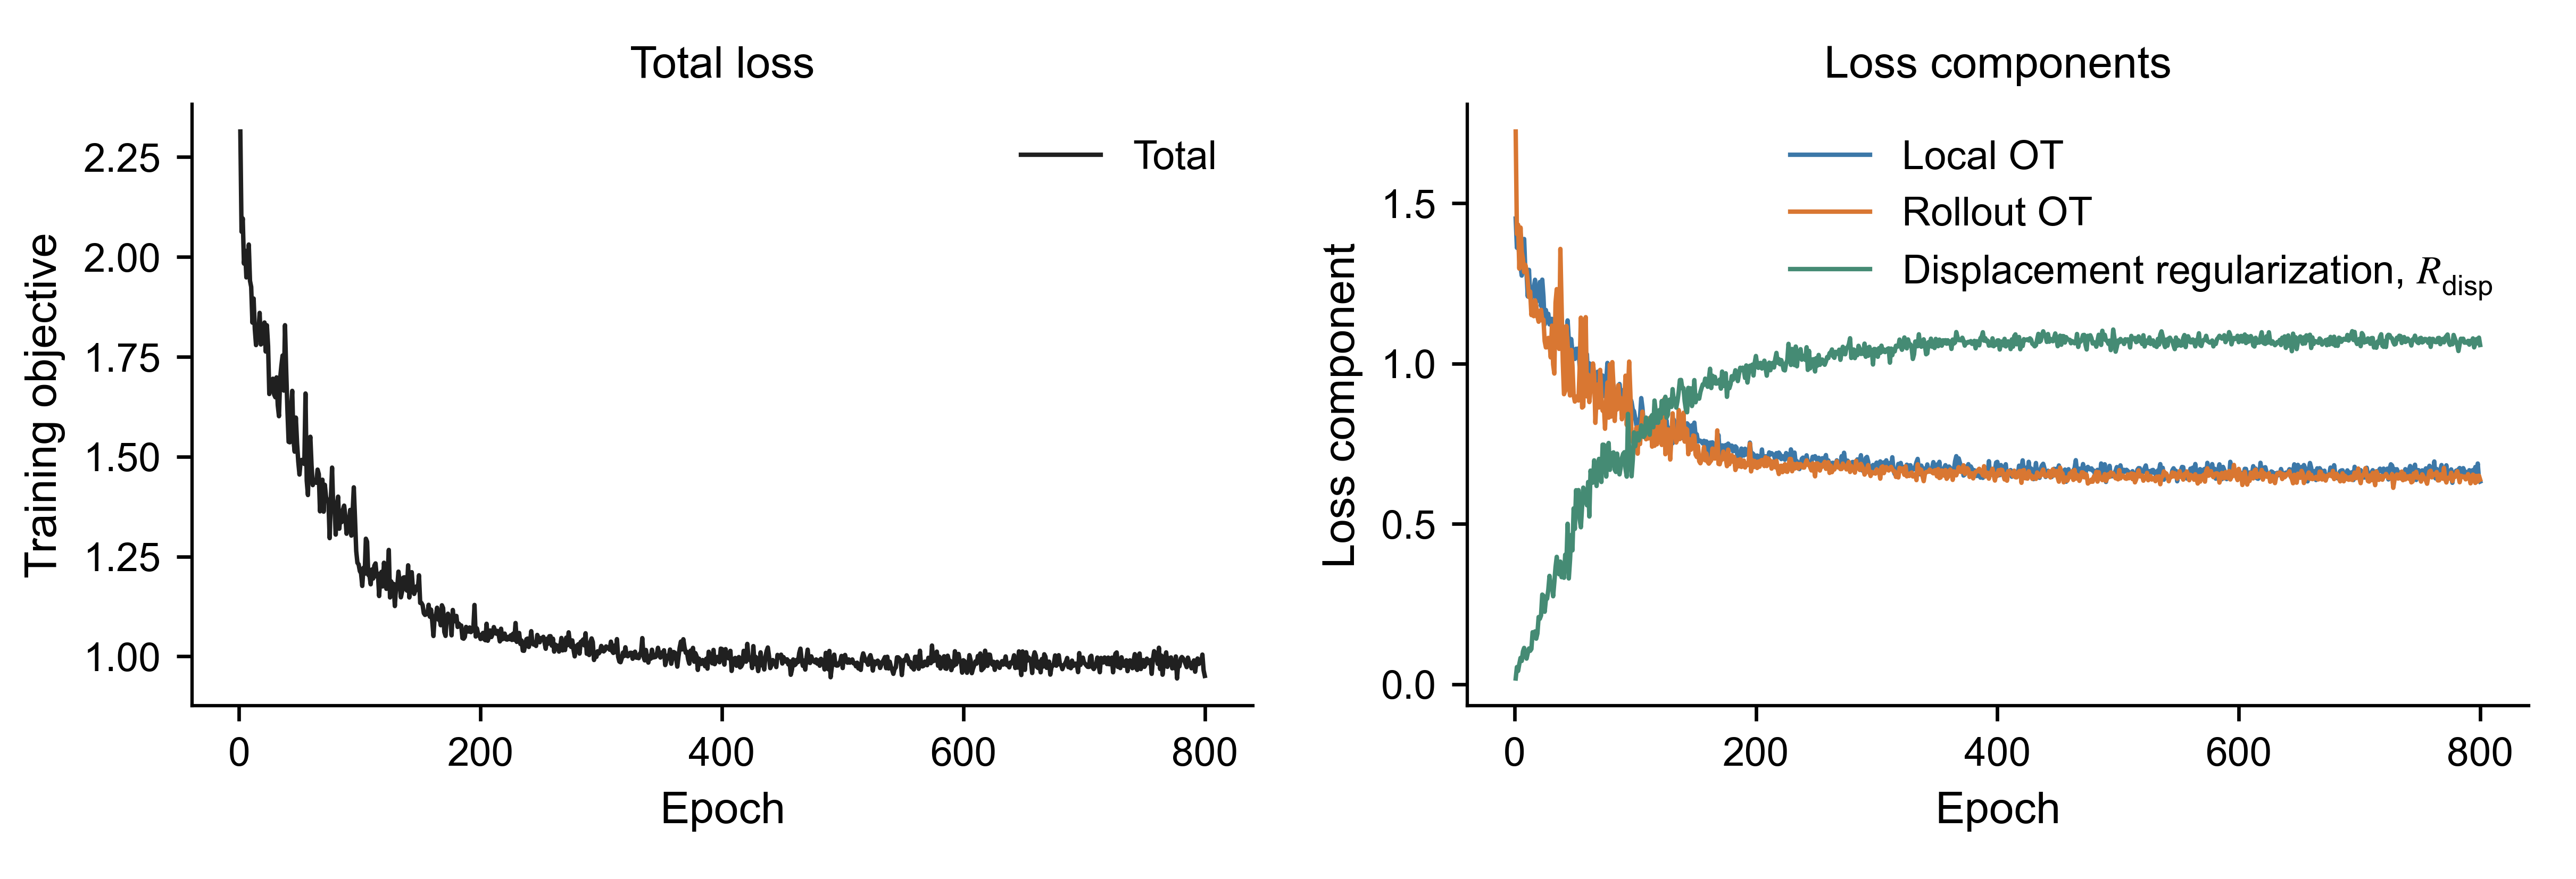 Total loss
Total
2.25
2.00
1.75
1.50
1.25
1.00
Training objective
0
200
400
600
800
Epoch
Loss components
Local OT
Rollout OT
Displacement regularization, R_disp
1.5
1.0
0.5
0.0
Loss component
0
200
400
600
800
Epoch